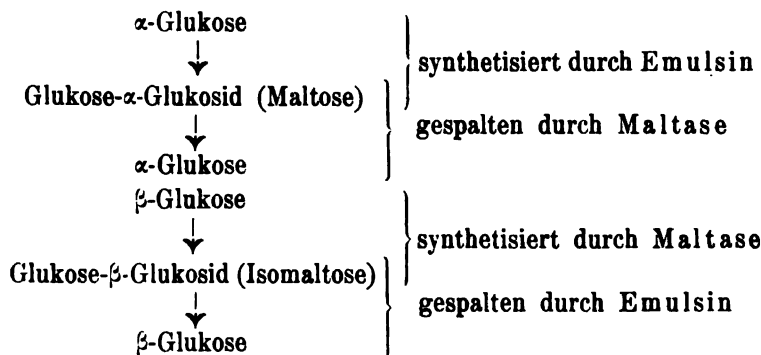 α-Glukose
synthetisiert durch Emulsin
Glukose-α-Glukosid (Maltose)
gespalten durch Maltase
α-Glukose
β-Glukose
synthetisiert durch Maltase
Glukose-β-Glukosid (Isomaltose)
gespalten durch Emulsin
β-Glukose